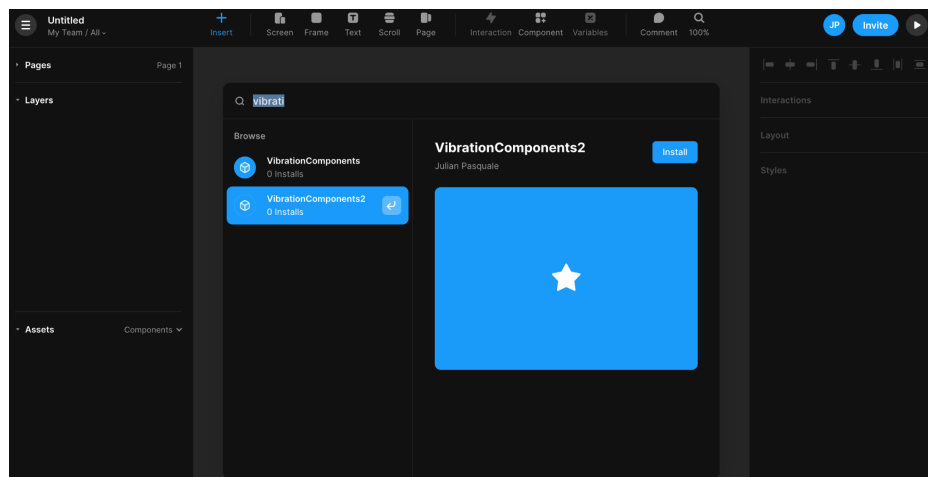 Untitled
My Team / All
Insert
Screen
Frame
Text
Scroll
Page
Interaction
Component
Variables
Comment
100%
JP
Invite
Pages
Page 1
Layers
Assets
Components
vibrati
Browse
VibrationComponents
0 Installs
VibrationComponents2
0 Installs
VibrationComponents2
Julian Pasquale
Install
Interactions
Layout
Styles